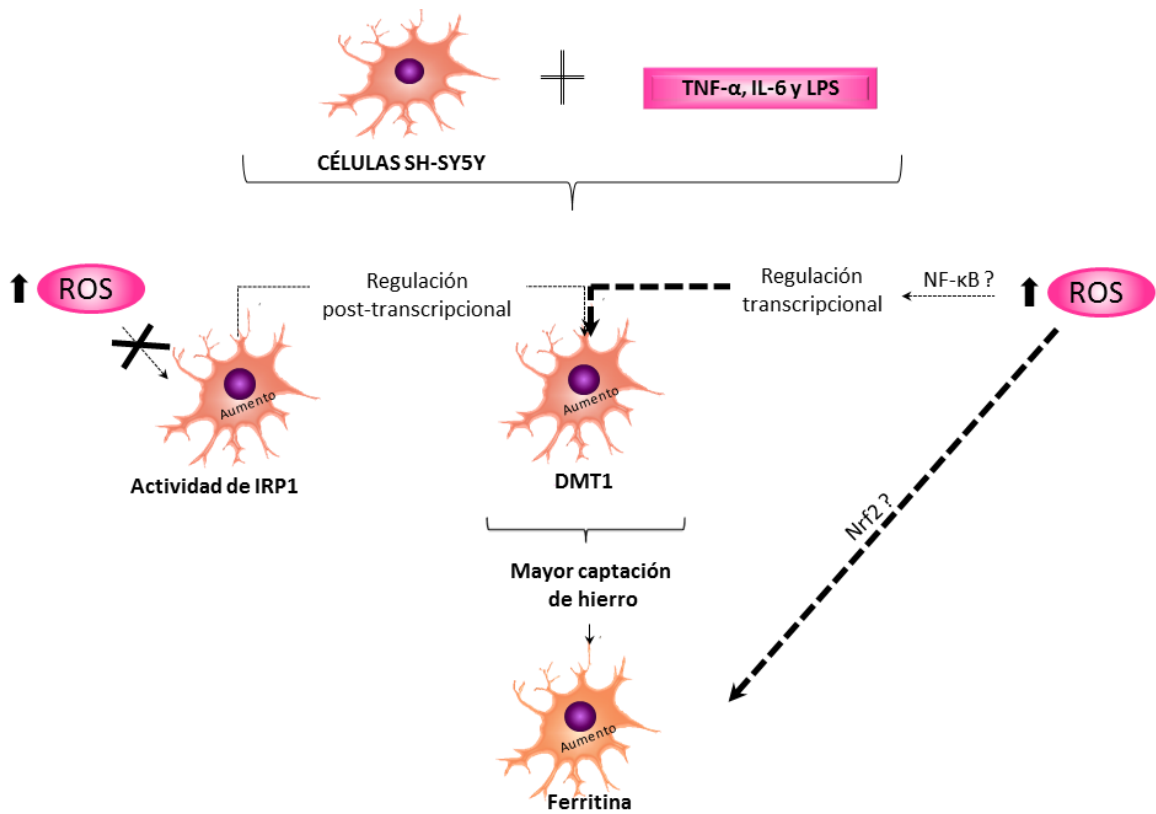 TNF-α, IL-6 y LPS
CÉLULAS SH-SY5Y
ROS
Regulación
post-transcripcional
Regulación
transcripcional
NF-κB ?
ROS
Aumento
Aumento
Actividad de IRP1
DMT1
Nrf2 ?
Mayor captación
de hierro
Aumento
Ferritina